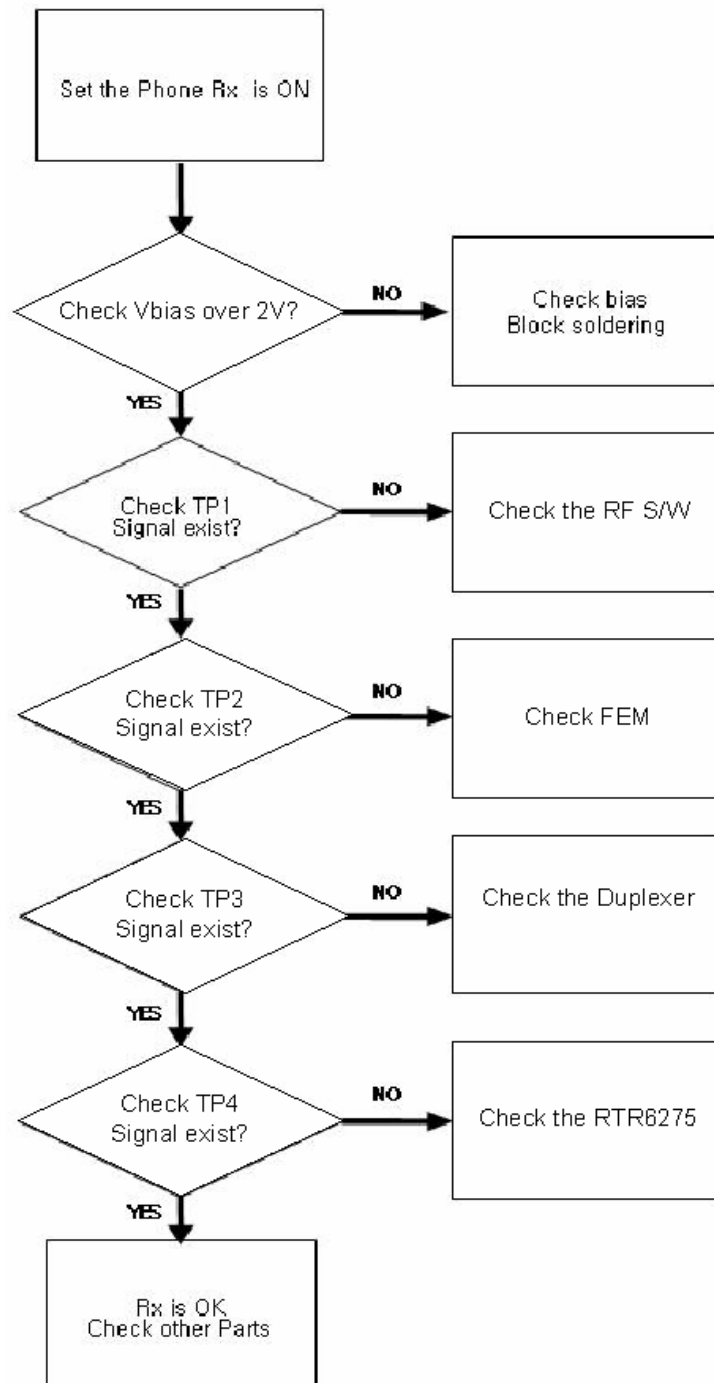 Set the Phone Rx is ON
Check Vbias over 2V?
NO
Check bias
Block soldering
YES
Check TP1
Signal exist?
NO
Check the RF S/W
YES
Check TP2
Signal exist?
NO
Check FEM
YES
Check TP3
Signal exist?
NO
Check the Duplexer
YES
Check TP4
Signal exist?
NO
Check the RTR6275
YES
Rx is OK
Check other Parts